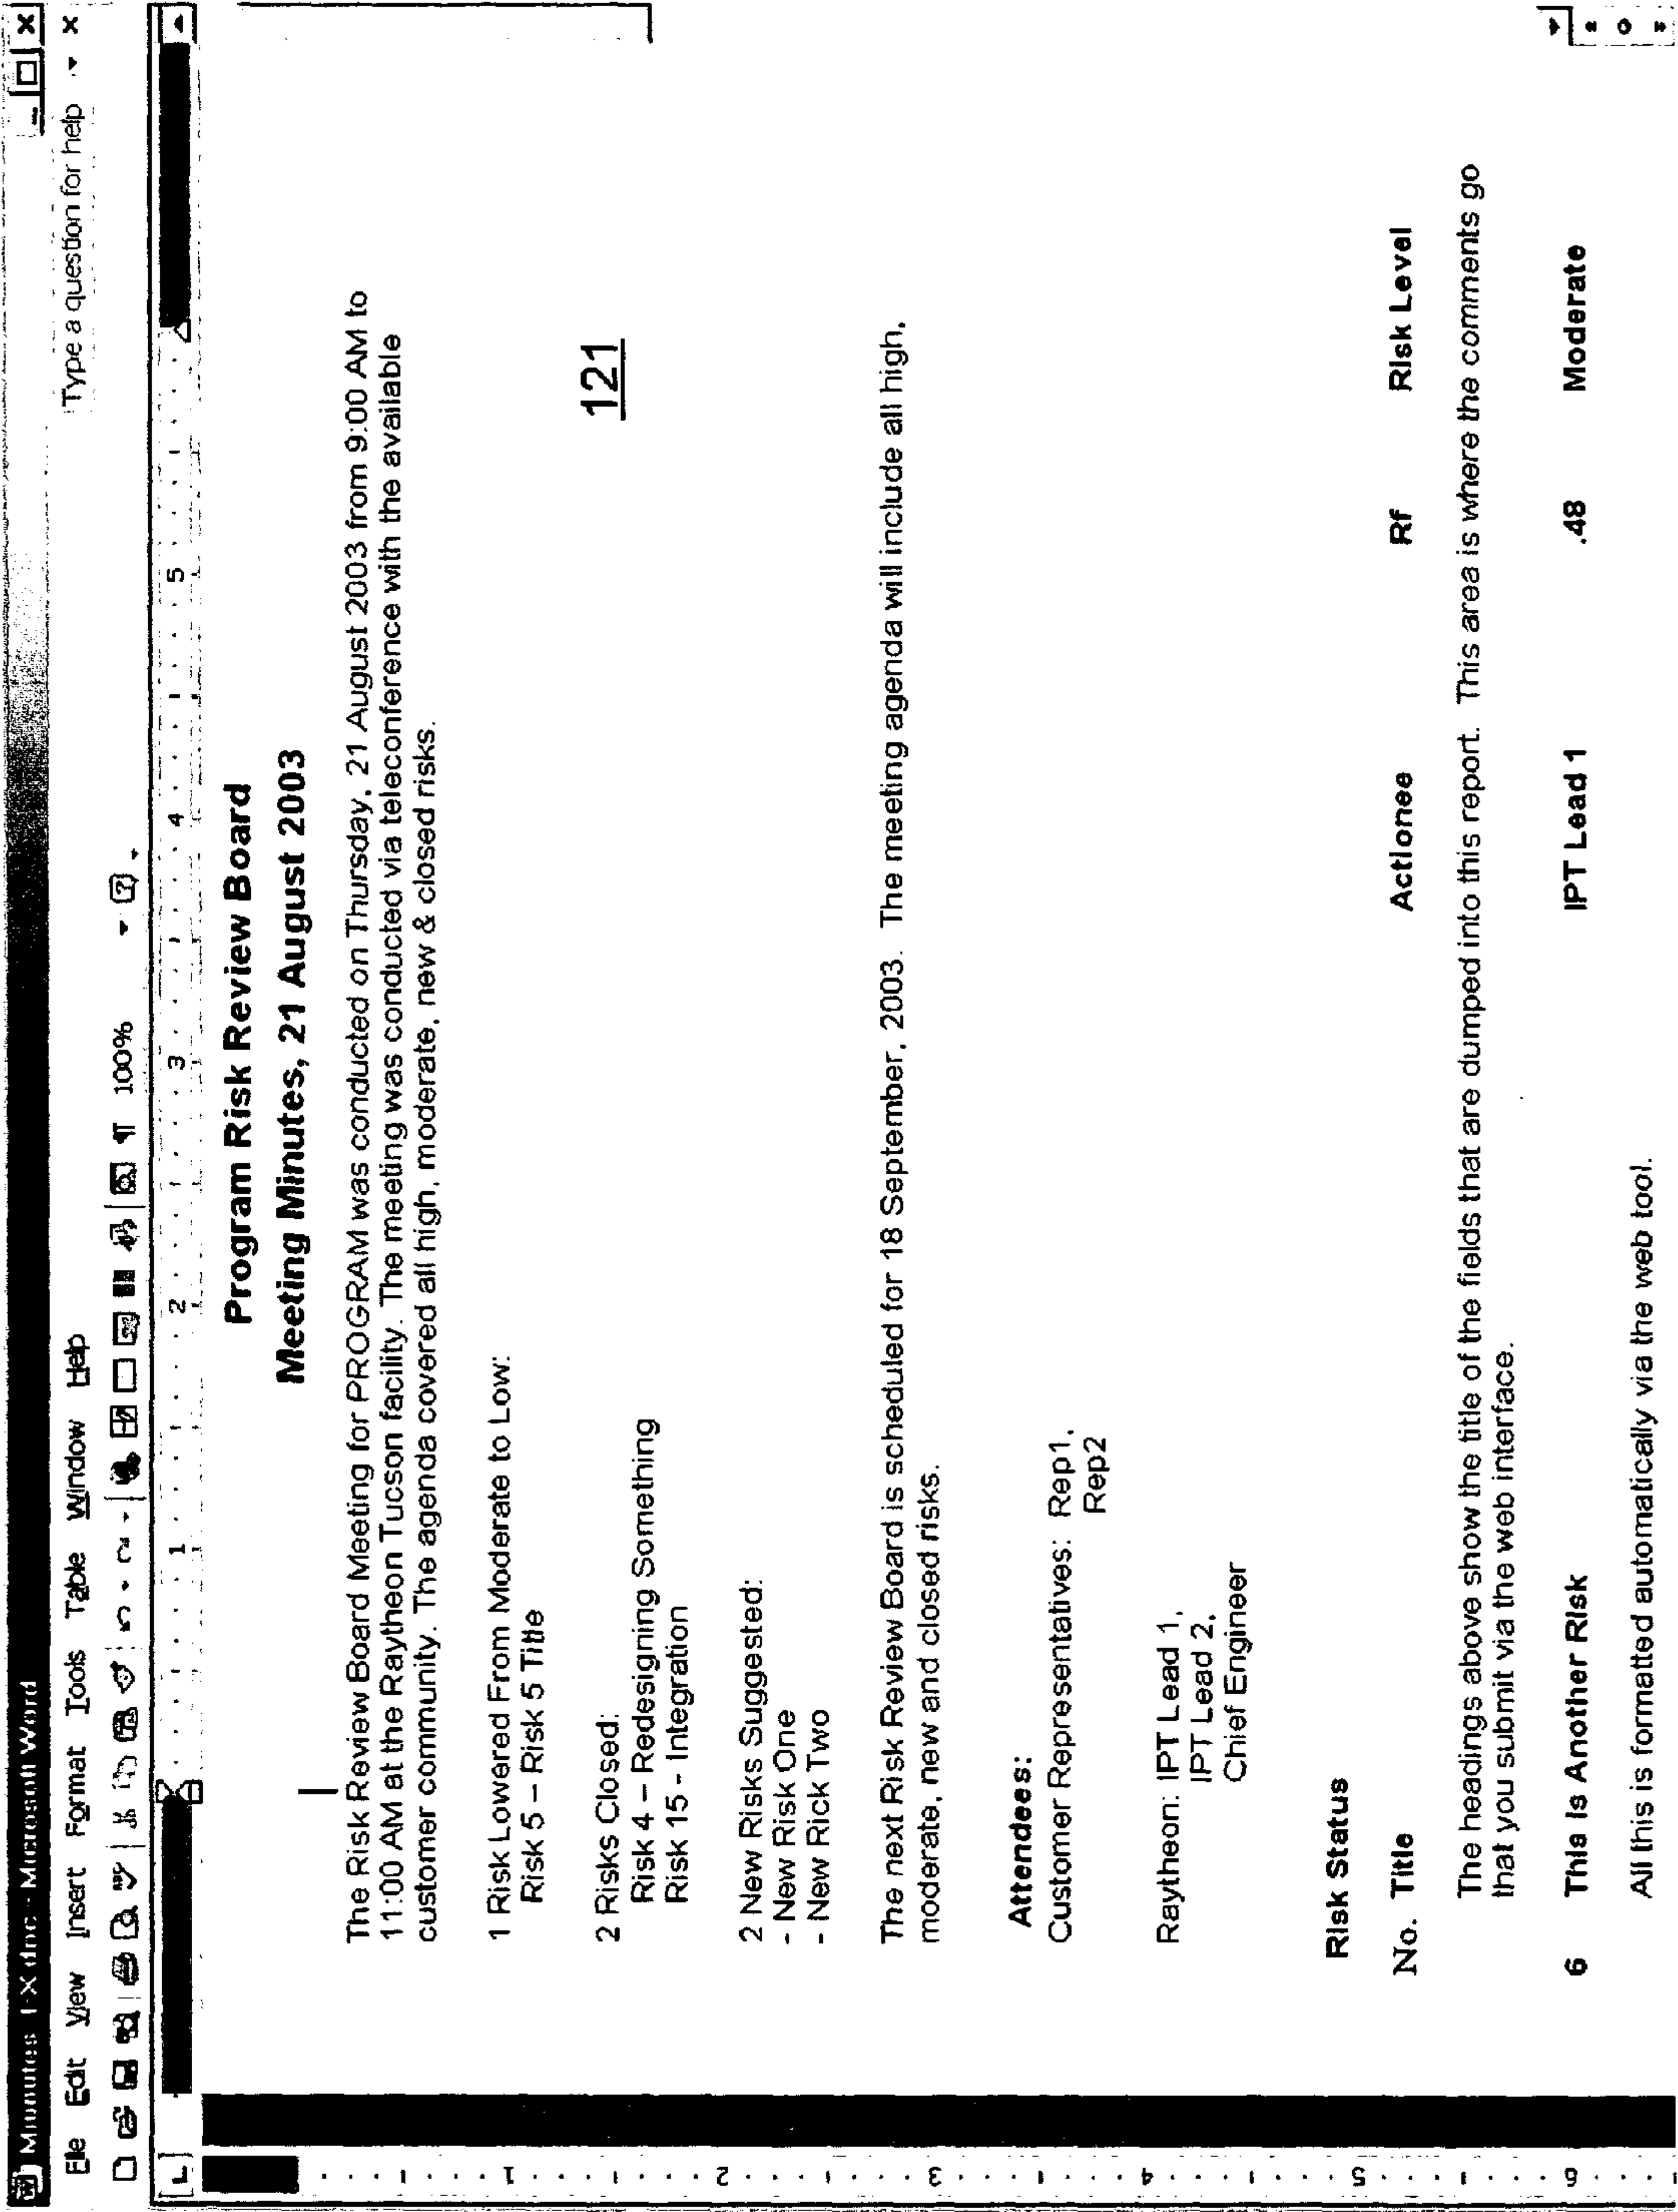 Minutes 1-X.doc - Microsoft Word
File Edit View Insert Format Tools Table Window Help
Type a question for help
100%
1 2 3 4 5
Program Risk Review Board
Meeting Minutes, 21 August 2003
The Risk Review Board Meeting for PROGRAM was conducted on Thursday, 21 August 2003 from 9:00 AM to
11:00 AM at the Raytheon Tucson facility. The meeting was conducted via teleconference with the available
customer community. The agenda covered all high, moderate, new & closed risks.
1 Risk Lowered From Moderate to Low:
Risk 5 – Risk 5 Title
2 Risks Closed:
Risk 4 – Redesigning Something
Risk 15 - Integration
121
2 New Risks Suggested:
- New Risk One
- New Rick Two
The next Risk Review Board is scheduled for 18 September, 2003. The meeting agenda will include all high,
moderate, new and closed risks.
Attendees:
Customer Representatives: Rep1,
Rep2
Raytheon: IPT Lead 1,
IPT Lead 2,
Chief Engineer
Risk Status
No. Title Actionee Rf Risk Level
The headings above show the title of the fields that are dumped into this report. This area is where the comments go
that you submit via the web interface.
6 This Is Another Risk IPT Lead 1 .48 Moderate
All this is formatted automatically via the web tool.